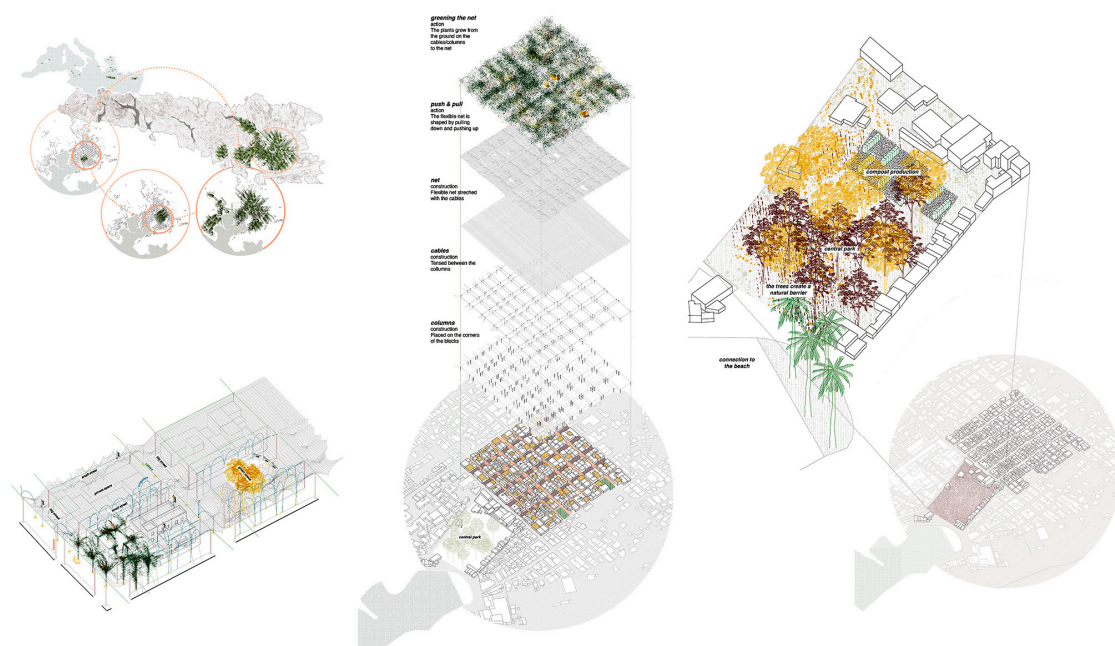 greening the net
action
The plants grow from
the ground on the
cables/columns
to the net
push & pull
action
The flexible net is
shaped by pulling
down and pushing up
net
construction
Flexible net streched
with the cables
cables
construction
Tensed between the
collumns
columns
construction
Placed on the corners
of the blocks
central park
compost production
central park
the trees create a
natural barrier
connection to
the beach